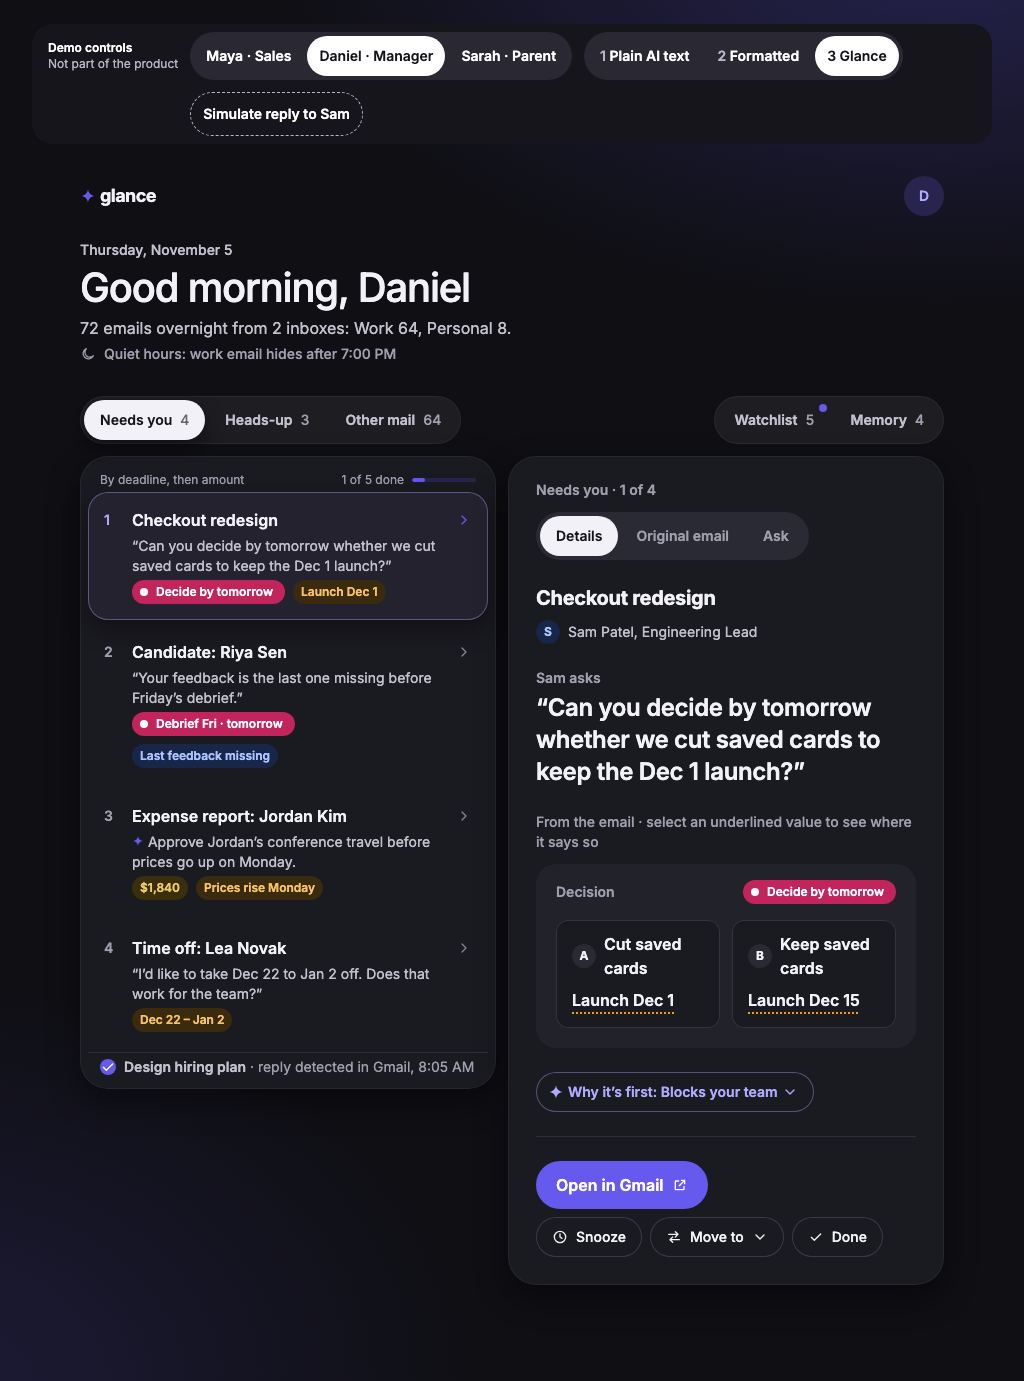 Demo controls
Not part of the product
Maya · Sales
Daniel · Manager
Sarah · Parent
1 Plain AI text
2 Formatted
3 Glance
Simulate reply to Sam
glance
D
Thursday, November 5
Good morning, Daniel
72 emails overnight from 2 inboxes: Work 64, Personal 8.
Quiet hours: work email hides after 7:00 PM
Needs you 4
Heads-up 3
Other mail 64
Watchlist 5
Memory 4
By deadline, then amount
1 of 5 done
1 Checkout redesign
“Can you decide by tomorrow whether we cut
saved cards to keep the Dec 1 launch?”
Decide by tomorrow
Launch Dec 1
2 Candidate: Riya Sen
“Your feedback is the last one missing before
Friday’s debrief.”
Debrief Fri · tomorrow
Last feedback missing
3 Expense report: Jordan Kim
Approve Jordan’s conference travel before
prices go up on Monday.
$1,840
Prices rise Monday
4 Time off: Lea Novak
“I’d like to take Dec 22 to Jan 2 off. Does that
work for the team?”
Dec 22 – Jan 2
Design hiring plan · reply detected in Gmail, 8:05 AM
Needs you · 1 of 4
Details
Original email
Ask
Checkout redesign
S Sam Patel, Engineering Lead
Sam asks
“Can you decide by tomorrow
whether we cut saved cards to
keep the Dec 1 launch?”
From the email · select an underlined value to see where
it says so
Decision
Decide by tomorrow
A Cut saved
cards
Launch Dec 1
B Keep saved
cards
Launch Dec 15
Why it’s first: Blocks your team
Open in Gmail
Snooze
Move to
Done